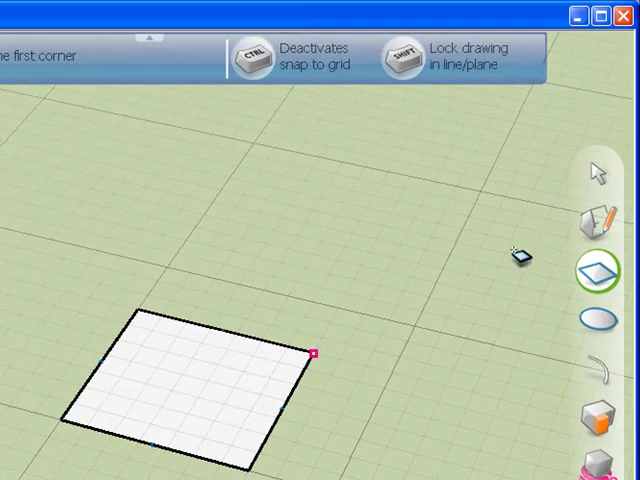 he first corner
CTRL
Deactivates
snap to grid
SHIFT
Lock drawing
in line/plane